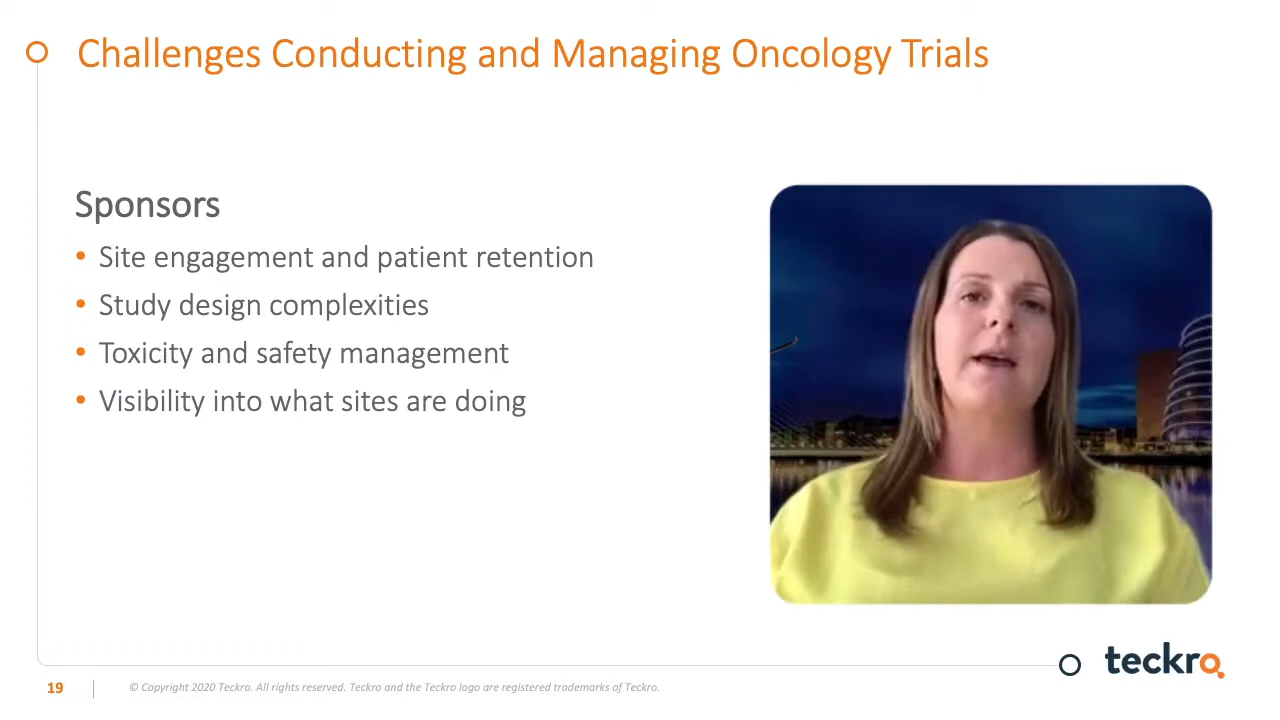 Challenges Conducting and Managing Oncology Trials
Sponsors
• Site engagement and patient retention
• Study design complexities
• Toxicity and safety management
• Visibility into what sites are doing
teckro
19
© Copyright 2020 Teckro. All rights reserved. Teckro and the Teckro logo are registered trademarks of Teckro.